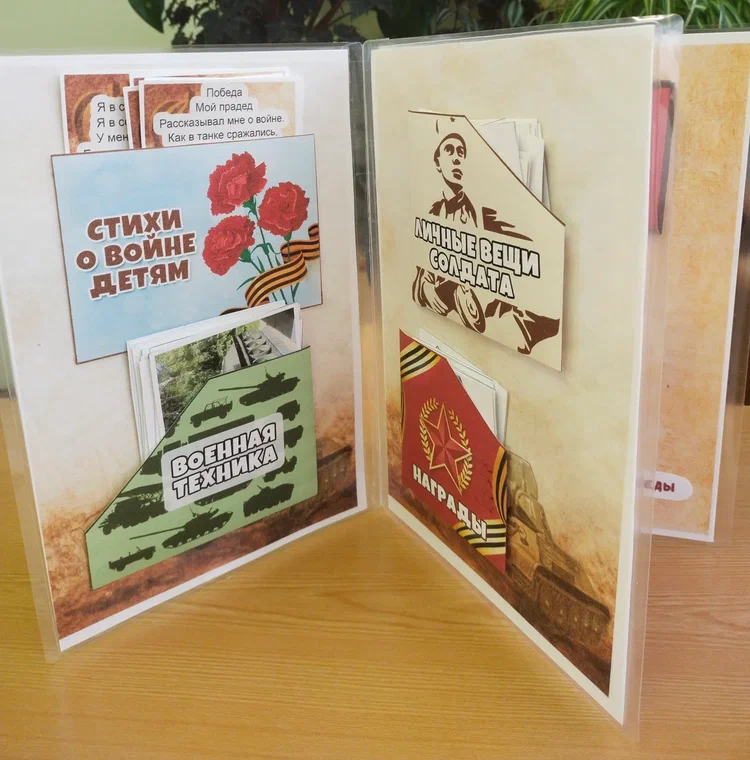 Я в
Я в
У мен
Победа
Мой прадед
Рассказывал мне о войне.
Как в танке сражались.
СТИХИ
О ВОЙНЕ
ДЕТЯМ
ВОЕННАЯ
ТЕХНИКА
ЛИЧНЫЕ ВЕЩИ
СОЛДАТА
НАГРАДЫ